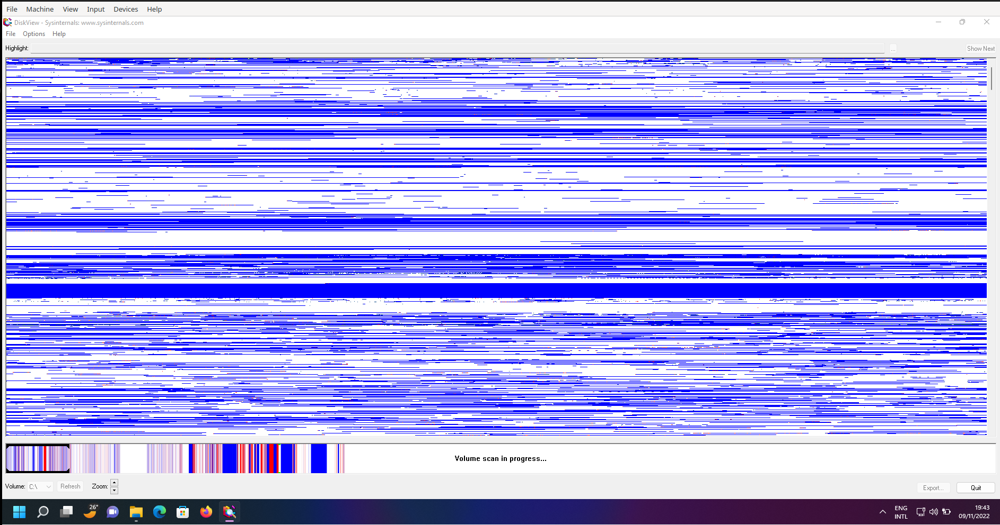 File Machine View Input Devices Help
DiskView - Sysinternals: www.sysinternals.com
File Options Help
Highlight:
... Show Next
Volume scan in progress...
Volume: C:\ Refresh Zoom:
Export... Quit
26°
ENG
INTL
19:43
09/11/2022